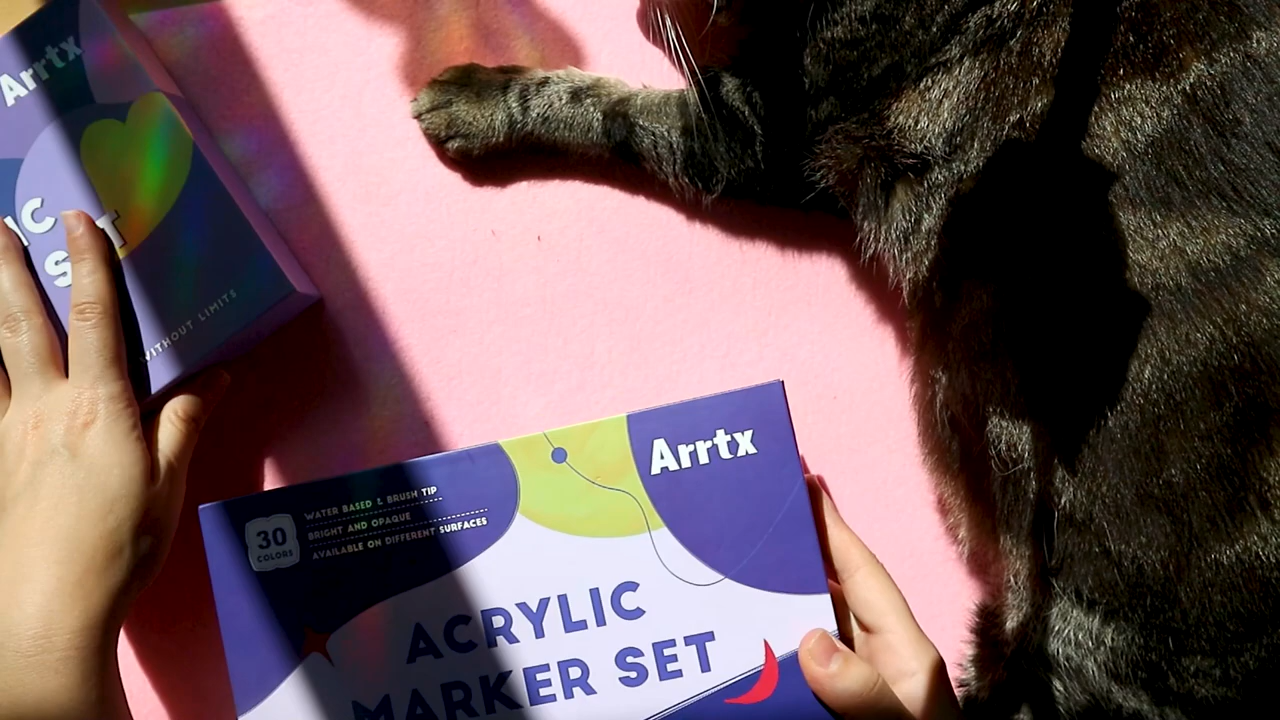 Arrtx
IC
SET
WITHOUT LIMITS
Arrtx
30
COLORS
WATER BASED & BRUSH TIP
BRIGHT AND OPAQUE
AVAILABLE ON DIFFERENT SURFACES
ACRYLIC
MARKER SET